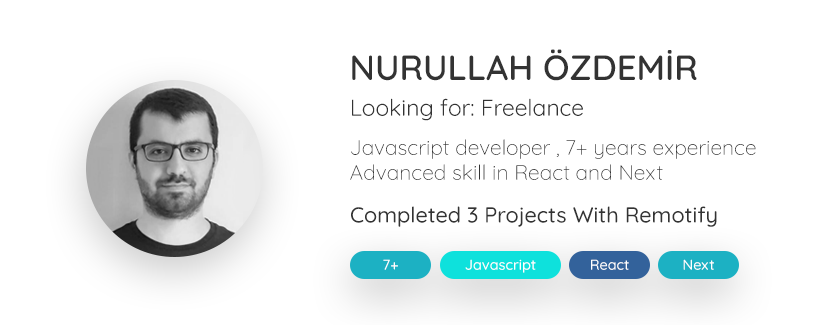 NURULLAH ÖZDEMİR
Looking for: Freelance
Javascript developer , 7+ years experience
Advanced skill in React and Next
Completed 3 Projects With Remotify
7+ Javascript React Next